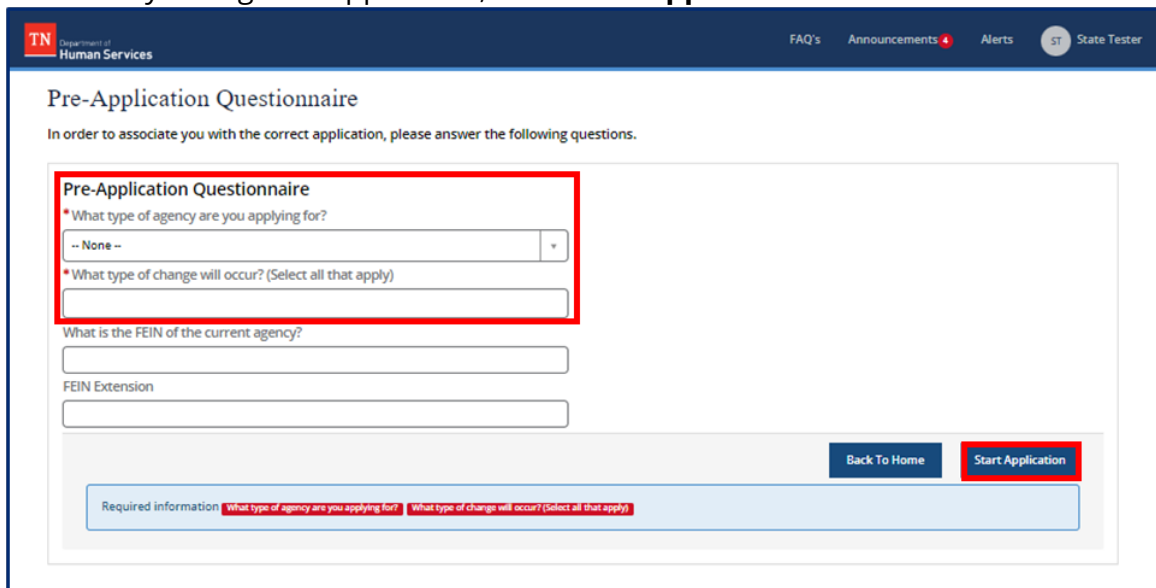 pp
TN Department of
Human Services
FAQ's Announcements 4 Alerts ST State Tester
Pre-Application Questionnaire
In order to associate you with the correct application, please answer the following questions.
Pre-Application Questionnaire
*What type of agency are you applying for?
-- None --
*What type of change will occur? (Select all that apply)
What is the FEIN of the current agency?
FEIN Extension
Back To Home Start Application
Required information What type of agency are you applying for? What type of change will occur? (Select all that apply)